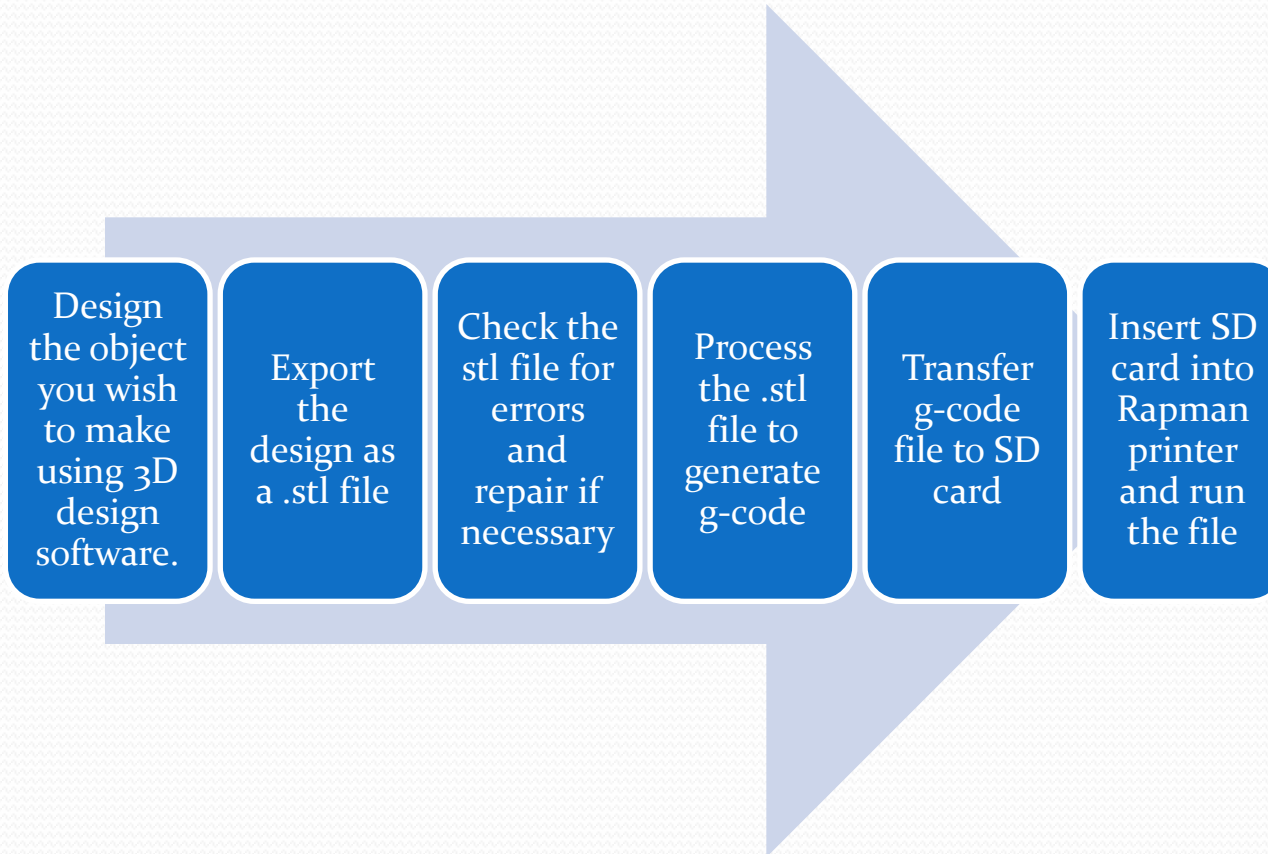 Design
the object
you wish
to make
using 3D
design
software.
Export
the
design as
a .stl file
Check the
stl file for
errors
and
repair if
necessary
Process
the .stl
file to
generate
g-code
Transfer
g-code
file to SD
card
Insert SD
card into
Rapman
printer
and run
the file